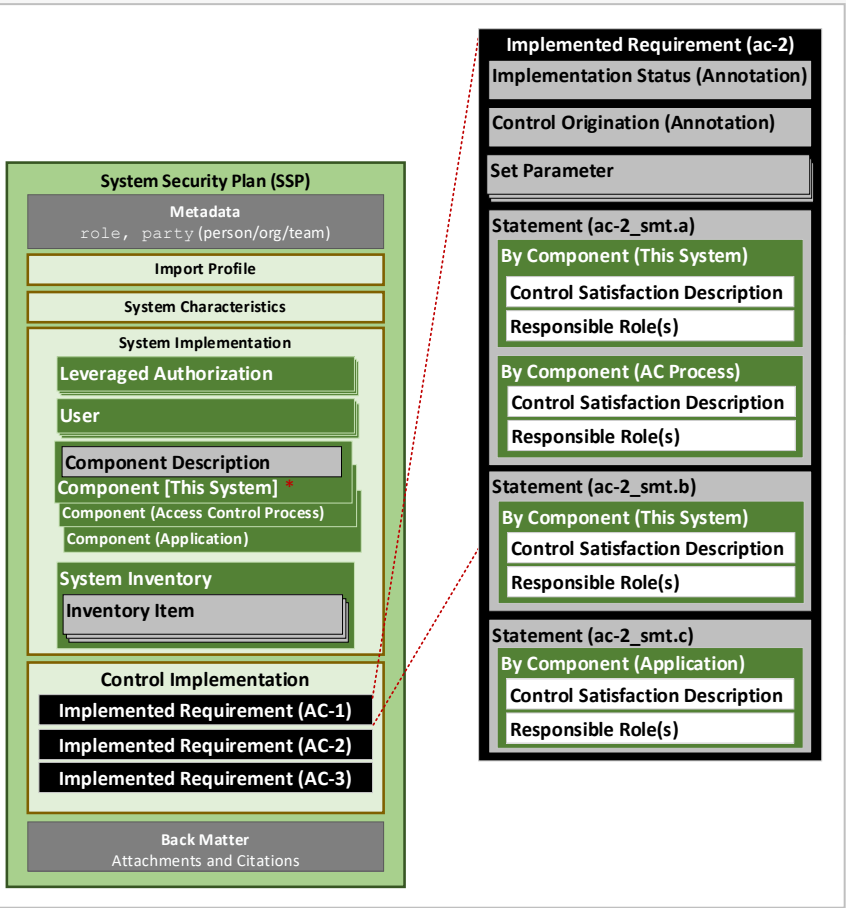 System Security Plan (SSP)
Metadata
role, party (person/org/team)
Import Profile
System Characteristics
System Implementation
Leveraged Authorization
User
Component Description
Component [This System] *
Component (Access Control Process)
Component (Application)
System Inventory
Inventory Item
Control Implementation
Implemented Requirement (AC-1)
Implemented Requirement (AC-2)
Implemented Requirement (AC-3)
Back Matter
Attachments and Citations
Implemented Requirement (ac-2)
Implementation Status (Annotation)
Control Origination (Annotation)
Set Parameter
Statement (ac-2_smt.a)
By Component (This System)
Control Satisfaction Description
Responsible Role(s)
By Component (AC Process)
Control Satisfaction Description
Responsible Role(s)
Statement (ac-2_smt.b)
By Component (This System)
Control Satisfaction Description
Responsible Role(s)
Statement (ac-2_smt.c)
By Component (Application)
Control Satisfaction Description
Responsible Role(s)